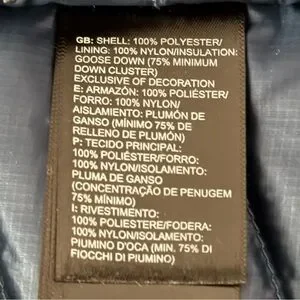 GB: SHELL: 100% POLYESTER/
LINING: 100% NYLON/INSULATION:
GOOSE DOWN (75% MINIMUM
DOWN CLUSTER)
EXCLUSIVE OF DECORATION
E: ARMAZÓN: 100% POLIÉSTER/
FORRO: 100% NYLON/
AISLAMIENTO: PLUMÓN DE
GANSO (MÍNIMO 75% DE
RELLENO DE PLUMÓN)
P: TECIDO PRINCIPAL:
100% POLIÉSTER/FORRO:
100% NYLON/ISOLAMENTO:
PLUMA DE GANSO
(CONCENTRAÇÃO DE PENUGEM
75% MÍNIMO)
I: RIVESTIMENTO:
100% POLIESTERE/FODERA:
100% NYLON/ISOLAMENTO:
PIUMINO D'OCA (MIN. 75% DI
FIOCCHI DI PIUMINO)